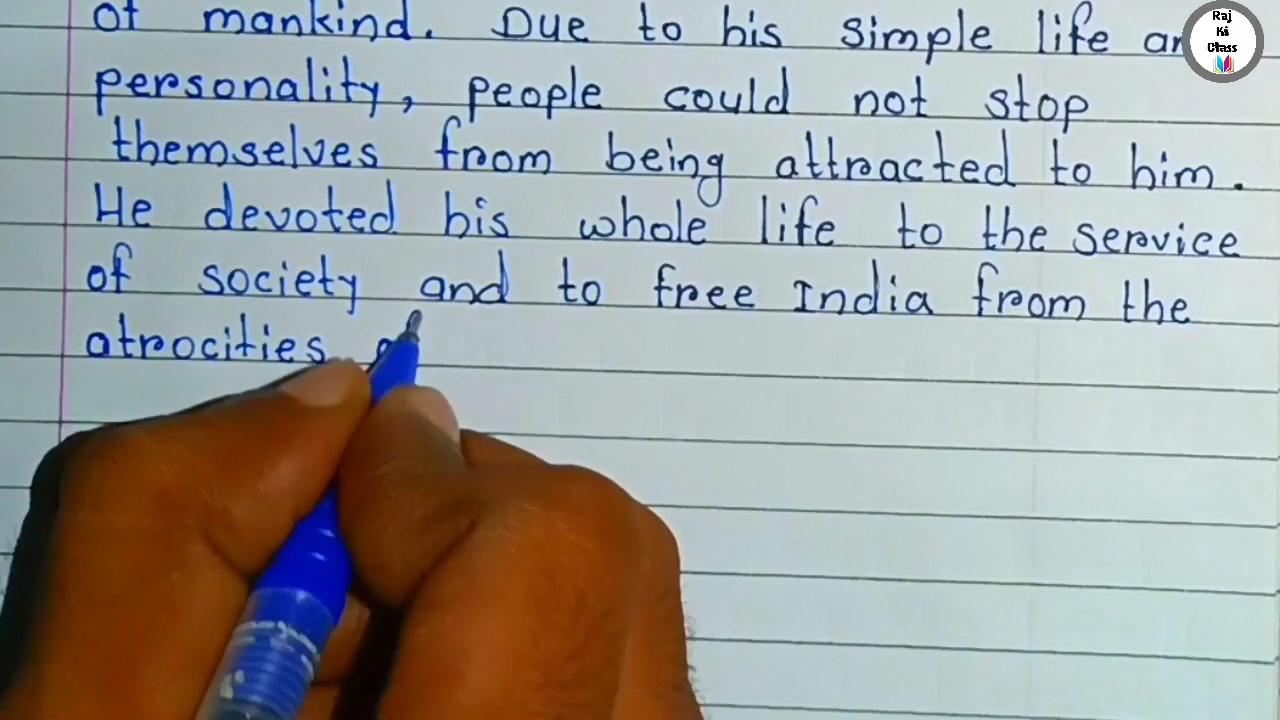 of mankind. Due to his simple life
personality, people could not stop
themselves from being attracted to him.
He devoted his whole life to the service
of society and to free India from the
atrocities
Raj
Ki
Class